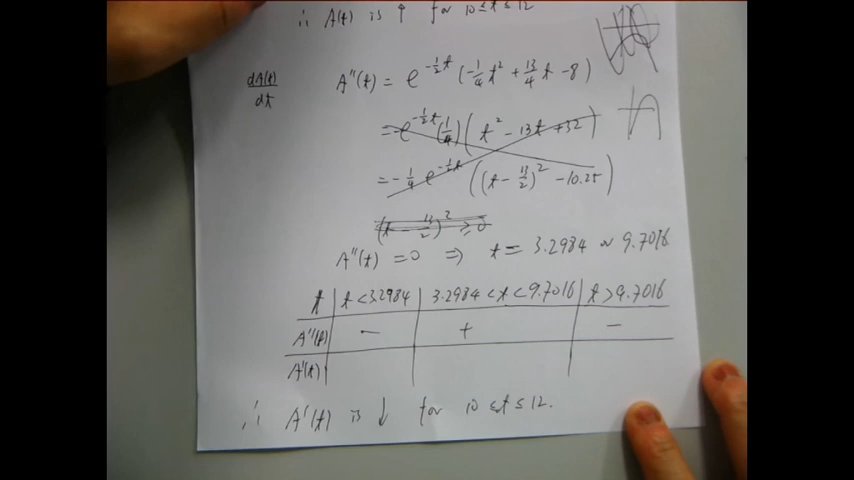 ∴ A(t) is ↑ for 10 ≤ t ≤ 12
dA(t)/dt A''(t) = e^{-1/2 t} (-1/4 t² + 13/4 t - 8)
= -e^{-1/2 t} (1/4) (t² - 13t + 32)
= -1/4 e^{-1/2 t} ((t - 13/2)² - 10.25)
(t - 13/2)² ≥ 0
A''(t) = 0 ⇒ t = 3.2984 or 9.7016
t | t < 3.2984 | 3.2984 < t < 9.7016 | t > 9.7016
A''(t) | - | + | -
A'(t)
∴ A'(t) is ↓ for 10 ≤ t ≤ 12.